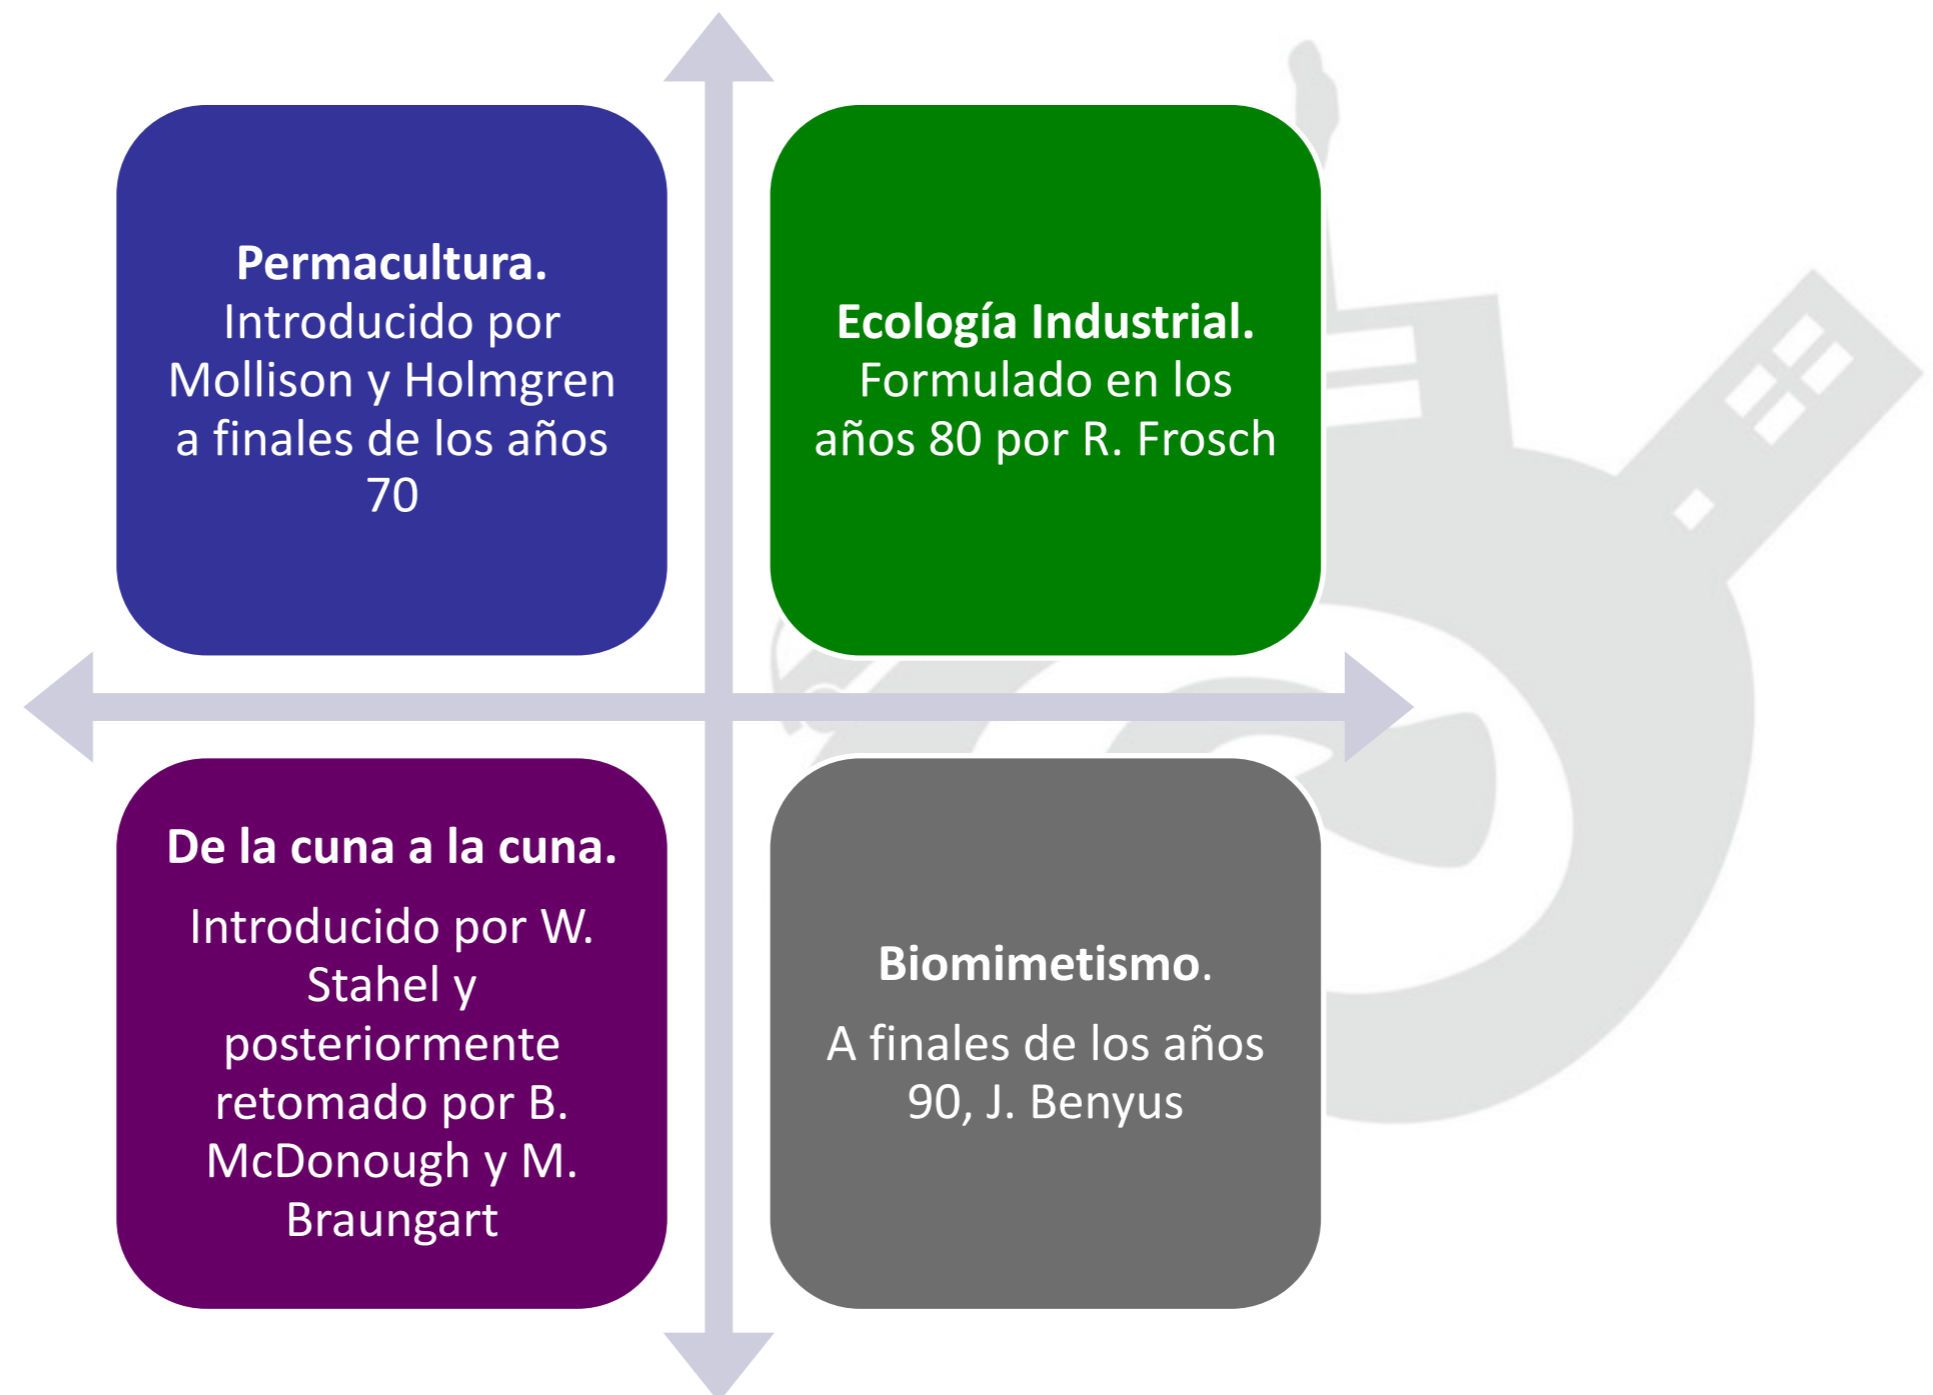 Permacultura.
Introducido por
Mollison y Holmgren
a finales de los años
70
Ecología Industrial.
Formulado en los
años 80 por R. Frosch
De la cuna a la cuna.
Introducido por W.
Stahel y
posteriormente
retomado por B.
McDonough y M.
Braungart
Biomimetismo.
A finales de los años
90, J. Benyus